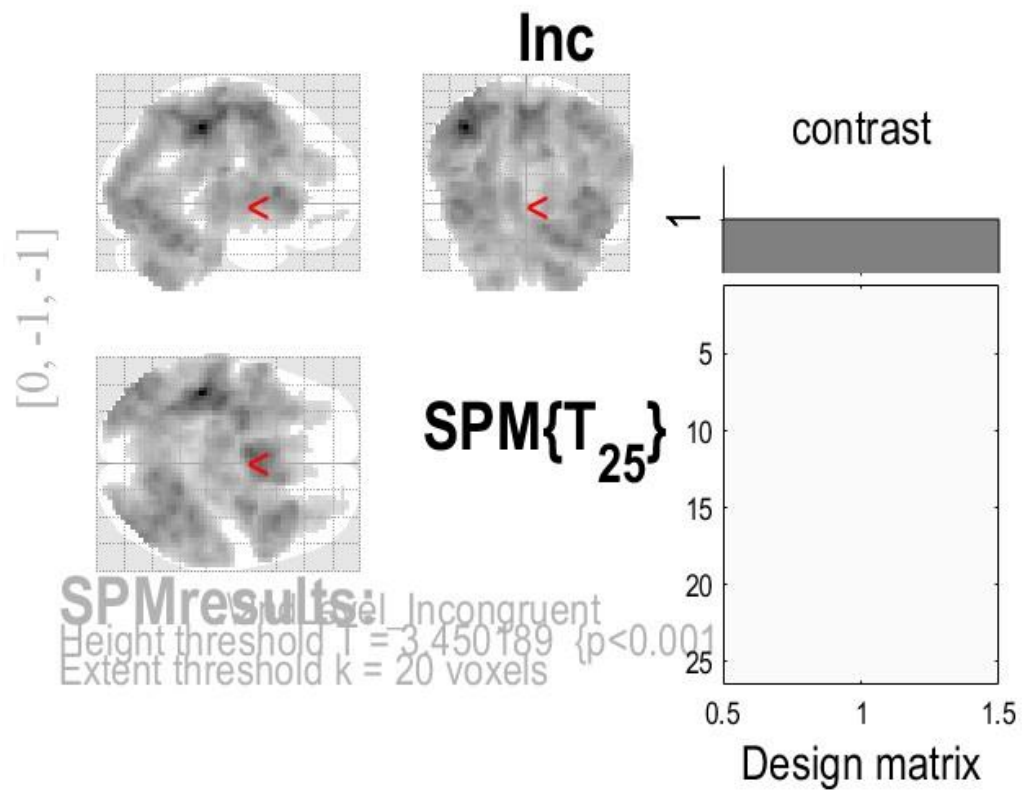 Inc
contrast
1
[0, -1, -1]
<
<
<
SPM{T25}
5
10
15
20
25
0.5 1 1.5
Design matrix
SPMresults: Incongruent
Height threshold T = 3.450189 {p<0.001
Extent threshold k = 20 voxels